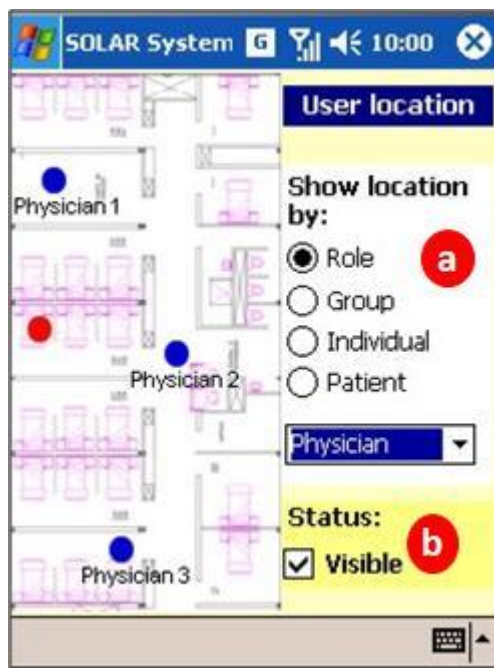 SOLAR System G 10:00
User location
Show location
by:
Role
a
Group
Individual
Patient
Physician
Status:
Visible
b
Physician 1
Physician 2
Physician 3